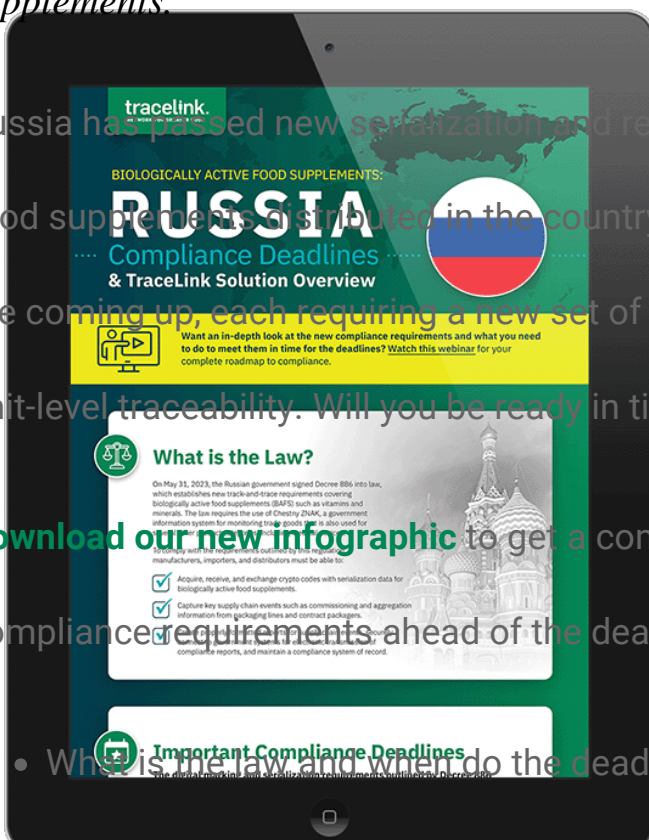 pplements.
tracelink.
ussia has passed new serialization and re
BIOLOGICALLY ACTIVE FOOD SUPPLEMENTS:
RUSSIA
od supplements distributed in the country
Compliance Deadlines
& TraceLink Solution Overview
e coming up, each requiring a new set of
Want an in-depth look at the new compliance requirements and what you need
to do to meet them in time for the deadlines? Watch this webinar for your
complete roadmap to compliance.
nit-level traceability. Will you be ready in ti
What is the Law?
On May 31, 2023, the Russian government signed Decree 886 into law,
which establishes new track-and-trace requirements covering
biologically active food supplements (BAFS) such as vitamins and
minerals. The law requires the use of Chestny ZNAK, a government
information system for monitoring trade goods that is also used for
ownload our new infographic to get a com
To comply with the requirements outlined by this regulation,
manufacturers, importers, and distributors must be able to:
Acquire, receive, and exchange crypto codes with serialization data for
biologically active food supplements.
Capture key supply chain events such as commissioning and aggregation
information from packaging lines and contract packagers.
ompliance requirements ahead of the dea
compliance reports, and maintain a compliance system of record.
Important Compliance Deadlines
• What is the law and when do the dead
The digital marking and serialization requirements outlined by Decree 886